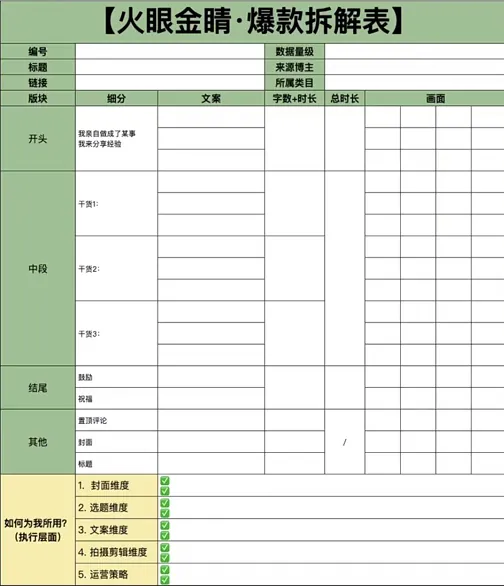 【火眼金睛·爆款拆解表】
编号 数据量级
标题 来源博主
链接 所属类目
版块 细分 文案 字数+时长 总时长 画面
开头
我亲自做成了某事
我来分享经验
中段
干货1:
干货2:
干货3:
结尾
鼓励
祝福
其他
置顶评论
封面
/
标题
如何为我所用?
(执行层面)
1. 封面维度
2. 选题维度
3. 文案维度
4. 拍摄剪辑维度
5. 运营策略